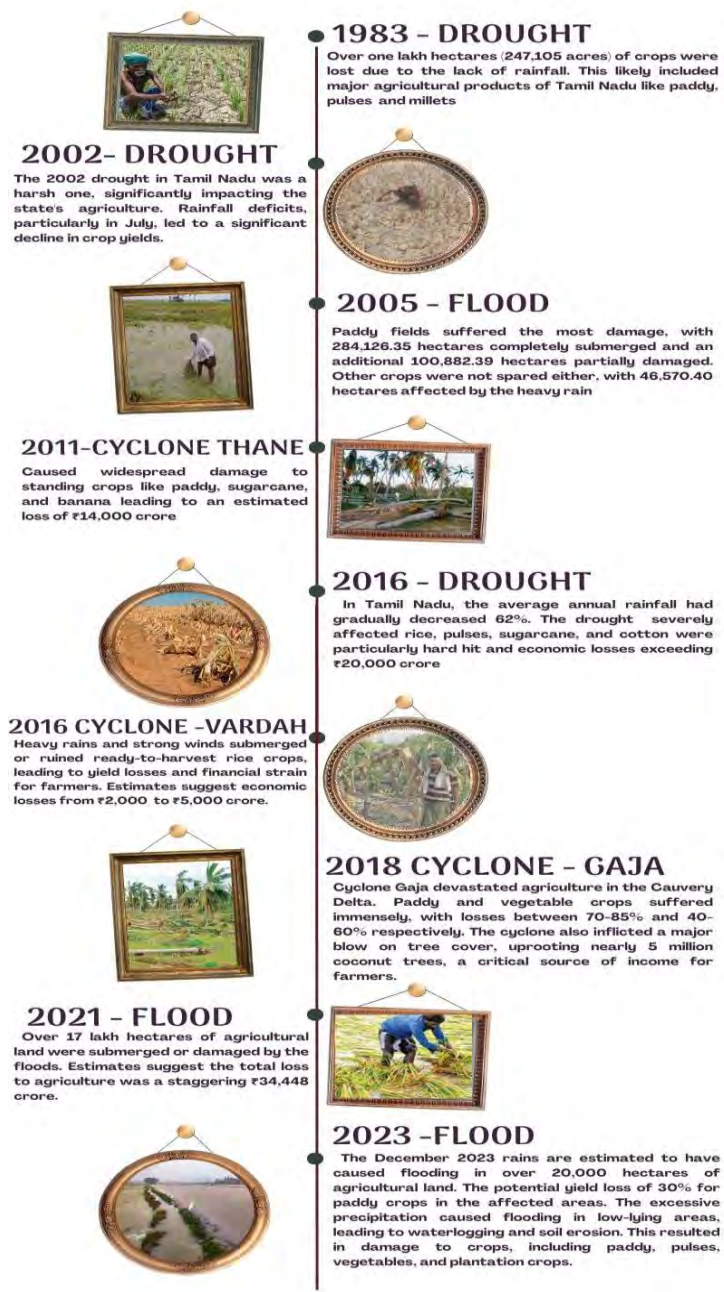 1983 - DROUGHT
Over one lakh hectares (247,105 acres) of crops were
lost due to the lack of rainfall. This likely included
major agricultural products of Tamil Nadu like paddy,
pulses and millets
2002- DROUGHT
The 2002 drought in Tamil Nadu was a
harsh one, significantly impacting the
state's agriculture. Rainfall deficits,
particularly in July, led to a significant
decline in crop yields.
2005 - FLOOD
Paddy fields suffered the most damage, with
284,126.35 hectares completely submerged and an
additional 100,882.39 hectares partially damaged.
Other crops were not spared either, with 46,570.40
hectares affected by the heavy rain
2011-CYCLONE THANE
Caused widespread damage to
standing crops like paddy, sugarcane,
and banana leading to an estimated
loss of ₹14,000 crore
2016 - DROUGHT
In Tamil Nadu, the average annual rainfall had
gradually decreased 62%. The drought severely
affected rice, pulses, sugarcane, and cotton were
particularly hard hit and economic losses exceeding
₹20,000 crore
2016 CYCLONE -VARDAH
Heavy rains and strong winds submerged
or ruined ready-to-harvest rice crops,
leading to yield losses and financial strain
for farmers. Estimates suggest economic
losses from ₹2,000 to ₹5,000 crore.
2018 CYCLONE - GAJA
Cyclone Gaja devastated agriculture in the Cauvery
Delta. Paddy and vegetable crops suffered
immensely, with losses between 70-85% and 40-
60% respectively. The cyclone also inflicted a major
blow on tree cover, uprooting nearly 5 million
coconut trees, a critical source of income for
farmers.
2021 - FLOOD
Over 17 lakh hectares of agricultural
land were submerged or damaged by the
floods. Estimates suggest the total loss
to agriculture was a staggering ₹34,448
crore.
2023 -FLOOD
The December 2023 rains are estimated to have
caused flooding in over 20,000 hectares of
agricultural land. The potential yield loss of 30% for
paddy crops in the affected areas. The excessive
precipitation caused flooding in low-lying areas,
leading to waterlogging and soil erosion. This resulted
in damage to crops, including paddy, pulses,
vegetables, and plantation crops.